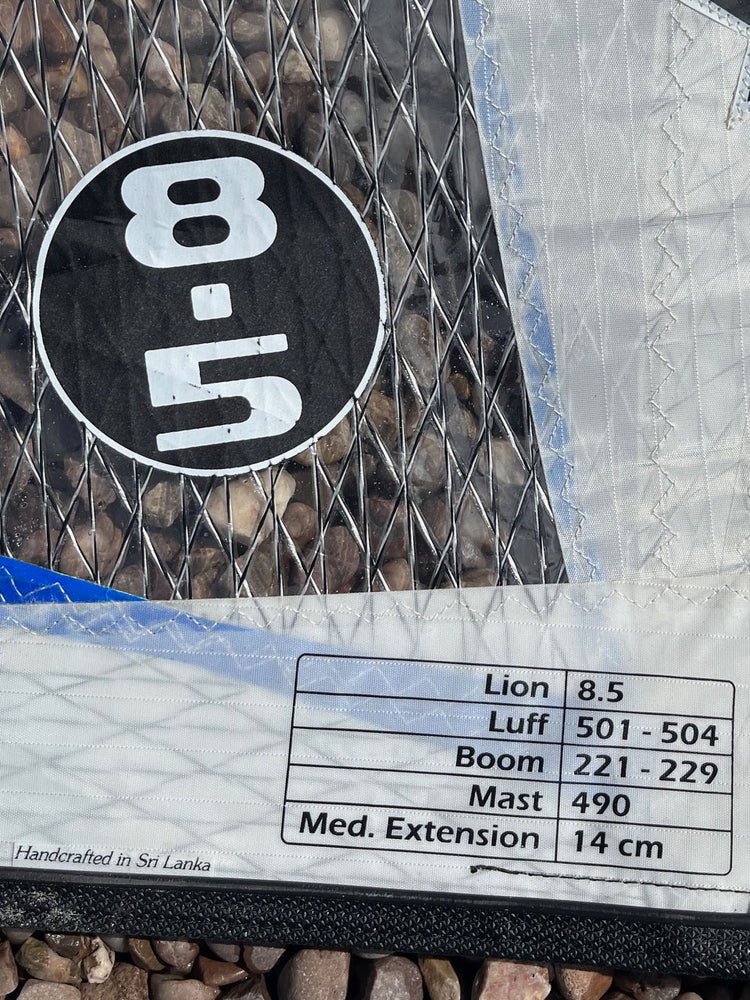 8.5
Lion 8.5
Luff 501 - 504
Boom 221 - 229
Mast 490
Med. Extension 14 cm
Handcrafted in Sri Lanka